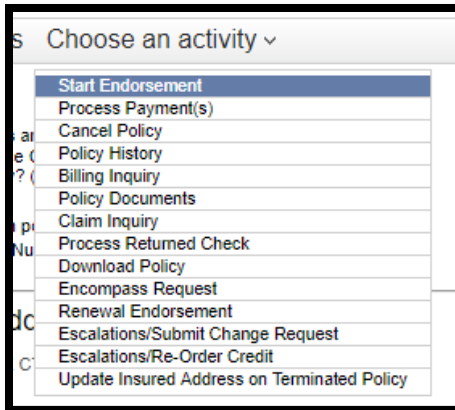 s Choose an activity
Start Endorsement
Process Payment(s)
Cancel Policy
Policy History
Billing Inquiry
Policy Documents
Claim Inquiry
Process Returned Check
Download Policy
Encompass Request
Renewal Endorsement
Escalations/Submit Change Request
Escalations/Re-Order Credit
Update Insured Address on Terminated Policy